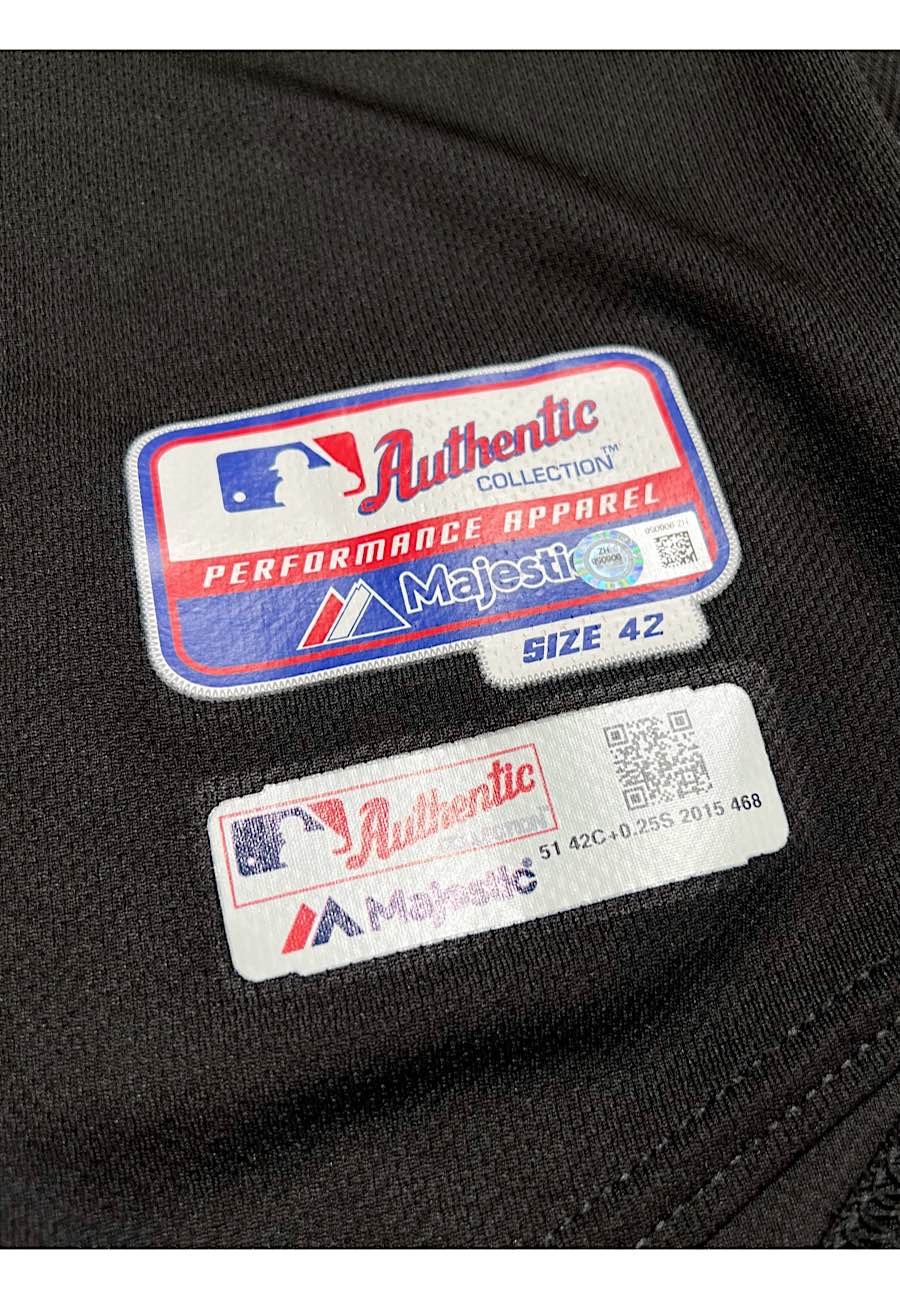 Authentic
COLLECTION™
PERFORMANCE APPAREL
Majestic
SIZE 42
Authentic
COLLECTION
Majestic
51 42C+0.25S 2015 468